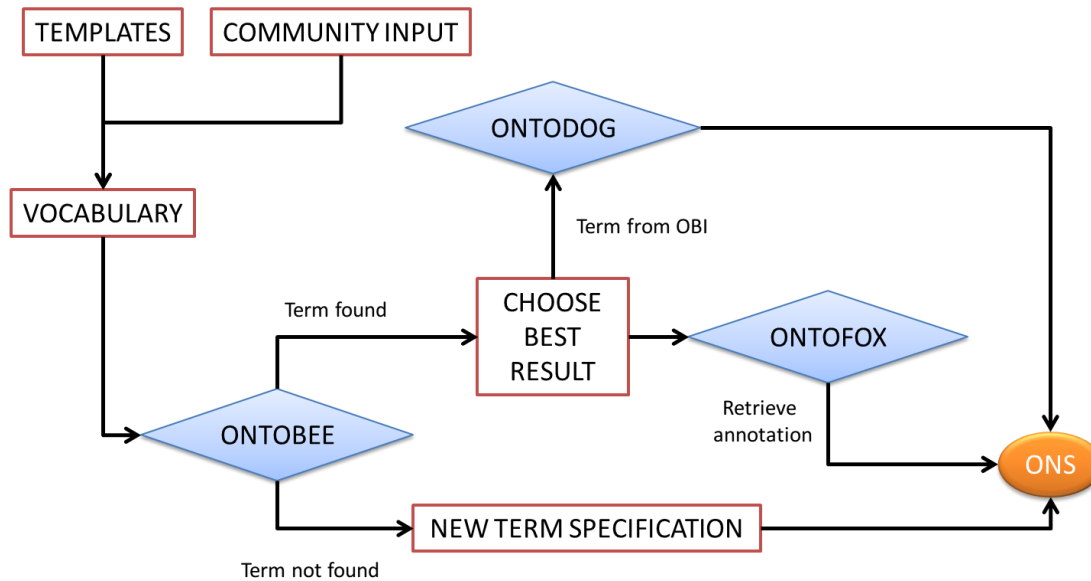 TEMPLATES
COMMUNITY INPUT
ONTODOG
VOCABULARY
Term from OBI
Term found
CHOOSE
BEST
RESULT
ONTOFOX
Retrieve
annotation
ONTOBEE
ONS
NEW TERM SPECIFICATION
Term not found